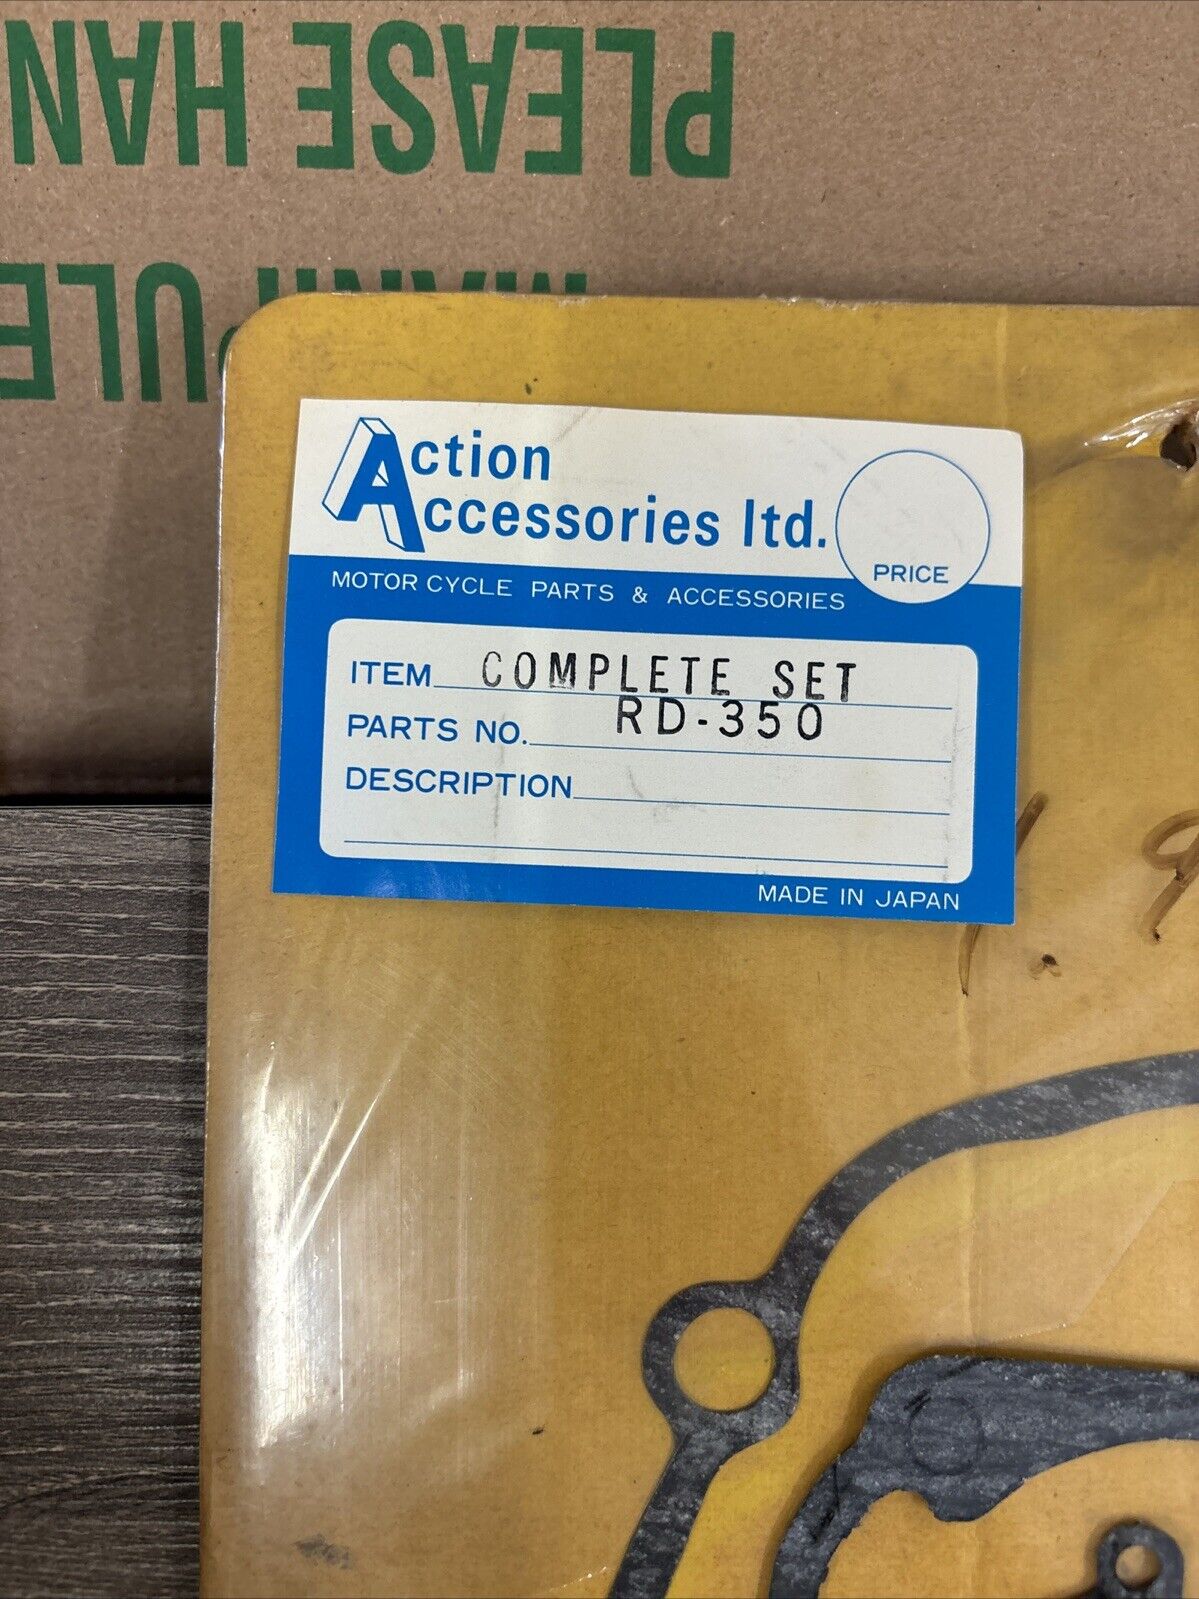 PLEASE HAN
Action
Accessories ltd.
PRICE
MOTOR CYCLE PARTS & ACCESSORIES
ITEM COMPLETE SET
PARTS NO. RD-350
DESCRIPTION
MADE IN JAPAN